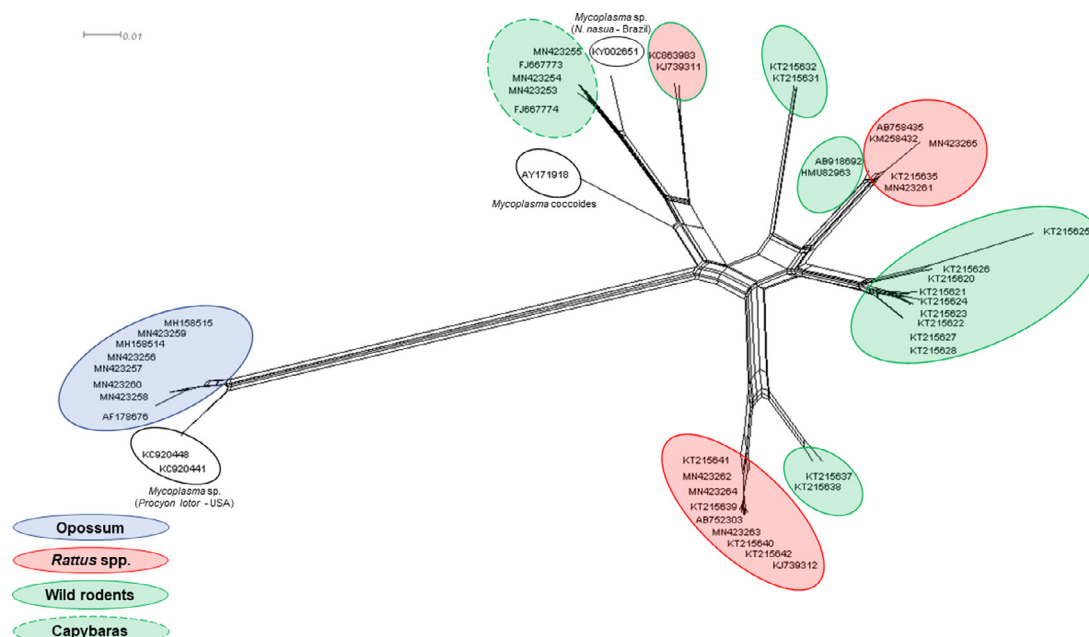 0.01
Mycoplasma sp.
(N. nasua - Brazil)
KY002651
MN423255
FJ667773
MN423254
MN423253
FJ667774
KC863983
KJ739311
KT215632
KT215631
AY171918
Mycoplasma coccoides
AB918692
HMU82963
AB758435
KM258432
MN423265
KT215635
MN423261
KT215625
KT215626
KT215620
KT215621
KT215624
KT215623
KT215622
KT215627
KT215628
MH158515
MN423259
MH158514
MN423256
MN423257
MN423260
MN423258
AF178676
KC920448
KC920441
Mycoplasma sp.
(Procyon lotor - USA)
KT215641
MN423262
MN423264
KT215639
AB752303
MN423263
KT215640
KT215642
KJ739312
KT215637
KT215638
Opossum
Rattus spp.
Wild rodents
Capybaras